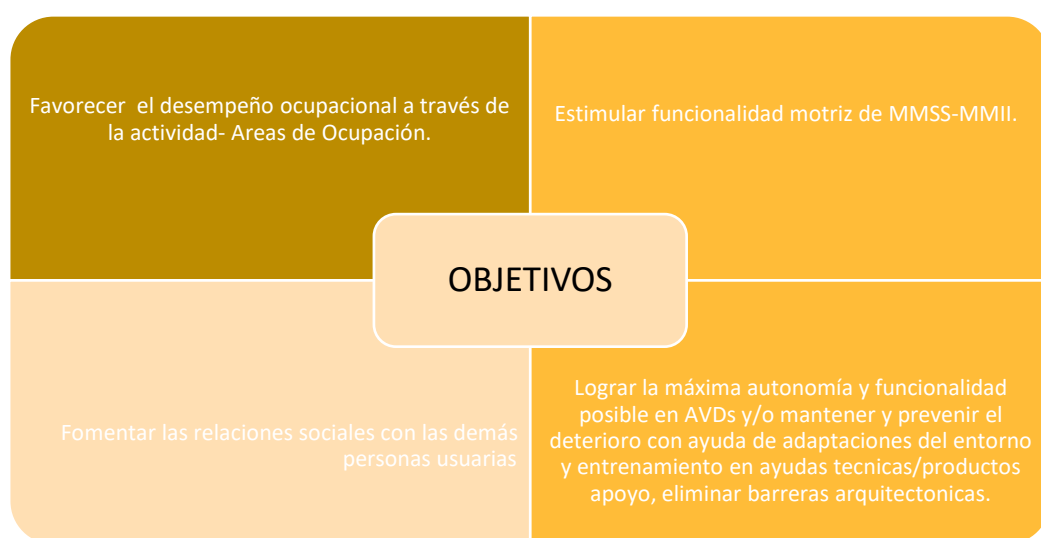 Favorecer el desempeño ocupacional a través de
la actividad- Areas de Ocupación.
Estimular funcionalidad motriz de MMSS-MMII.
OBJETIVOS
Fomentar las relaciones sociales con las demás
personas usuarias
Lograr la máxima autonomía y funcionalidad
posible en AVDs y/o mantener y prevenir el
deterioro con ayuda de adaptaciones del entorno
y entrenamiento en ayudas tecnicas/productos
apoyo, eliminar barreras arquitectonicas.